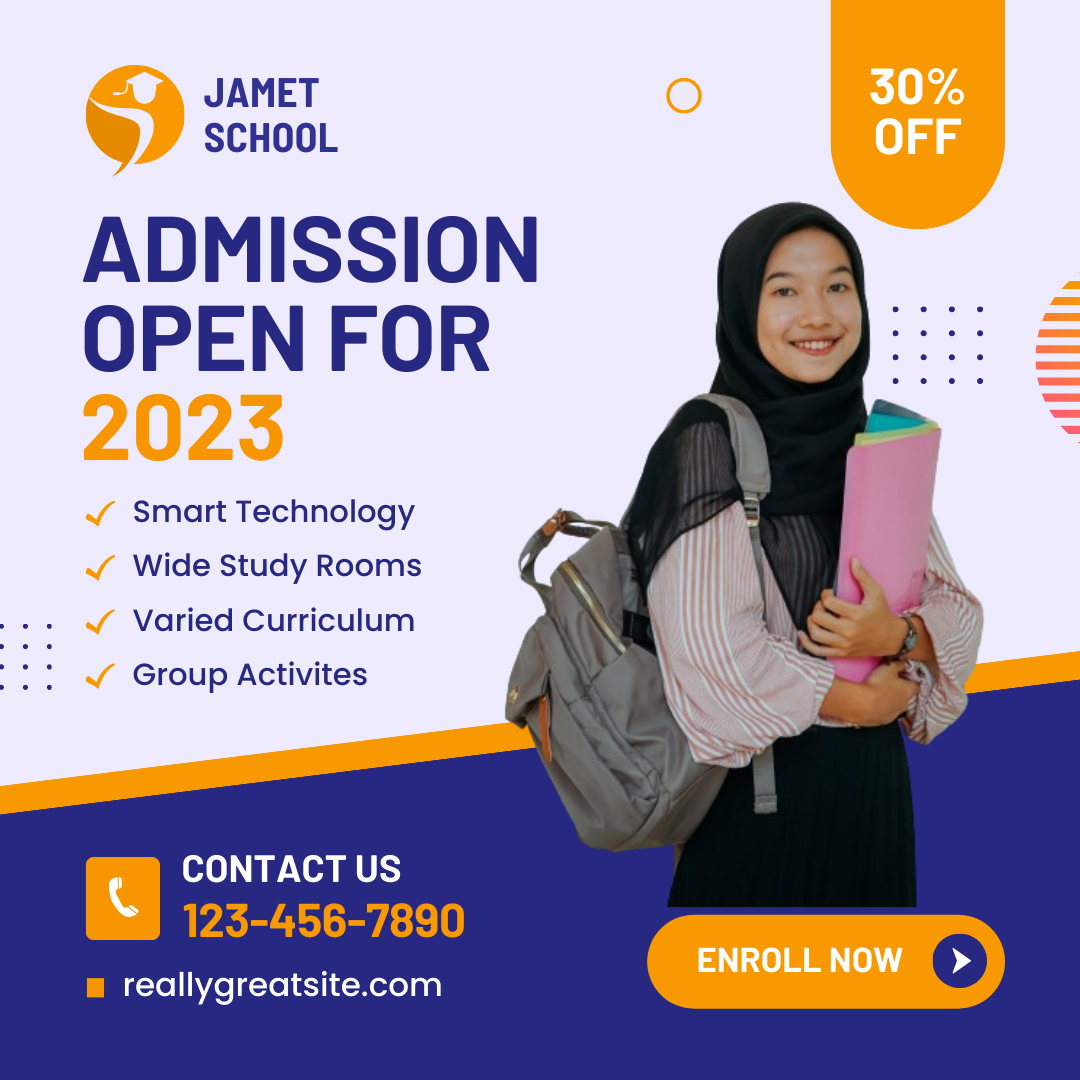 JAMET
SCHOOL
30%
OFF
ADMISSION
OPEN FOR
2023
Smart Technology
Wide Study Rooms
Varied Curriculum
Group Activites
CONTACT US
123-456-7890
reallygreatsite.com
ENROLL NOW